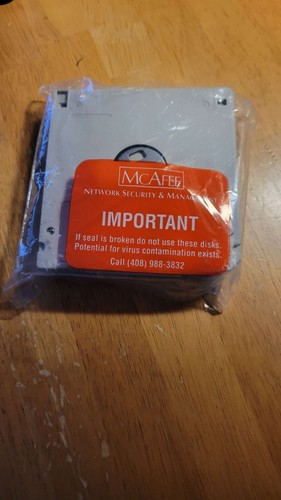 McAFEE
NETWORK SECURITY &
IMPORTANT
If seal is broken do not use these disks.
Potential for virus contamination exists.
Call (408) 988-3832